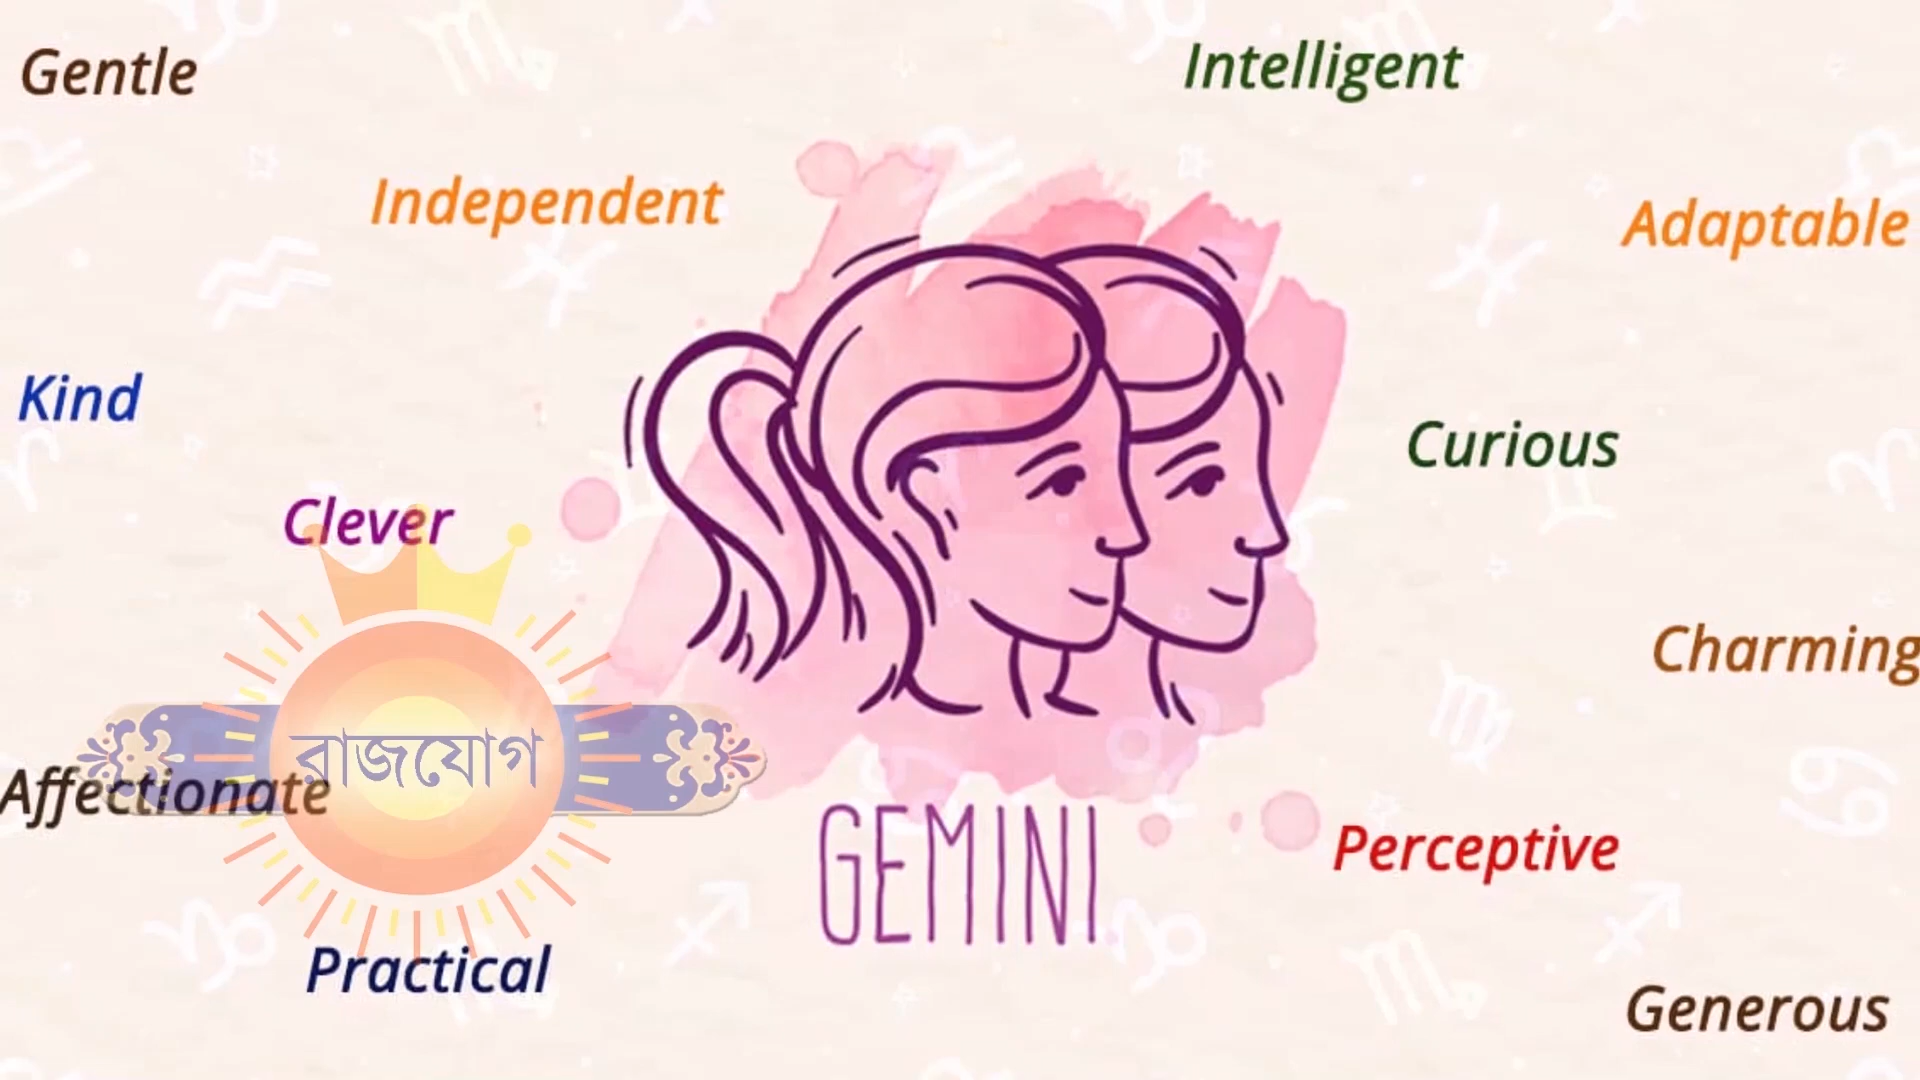 Gentle
Intelligent
Independent
Adaptable
Kind
Curious
Clever
Charming
রাজযোগ
Affectionate
GEMINI
Perceptive
Practical
Generous